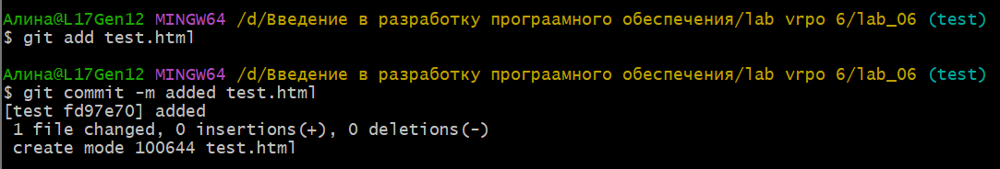 Алина@L17Gen12 MINGW64 /d/Введение в разработку програамного обеспечения/lab vrpo 6/lab_06 (test)
$ git add test.html
Алина@L17Gen12 MINGW64 /d/Введение в разработку програамного обеспечения/lab vrpo 6/lab_06 (test)
$ git commit -m added test.html
[test fd97e70] added
 1 file changed, 0 insertions(+), 0 deletions(-)
 create mode 100644 test.html